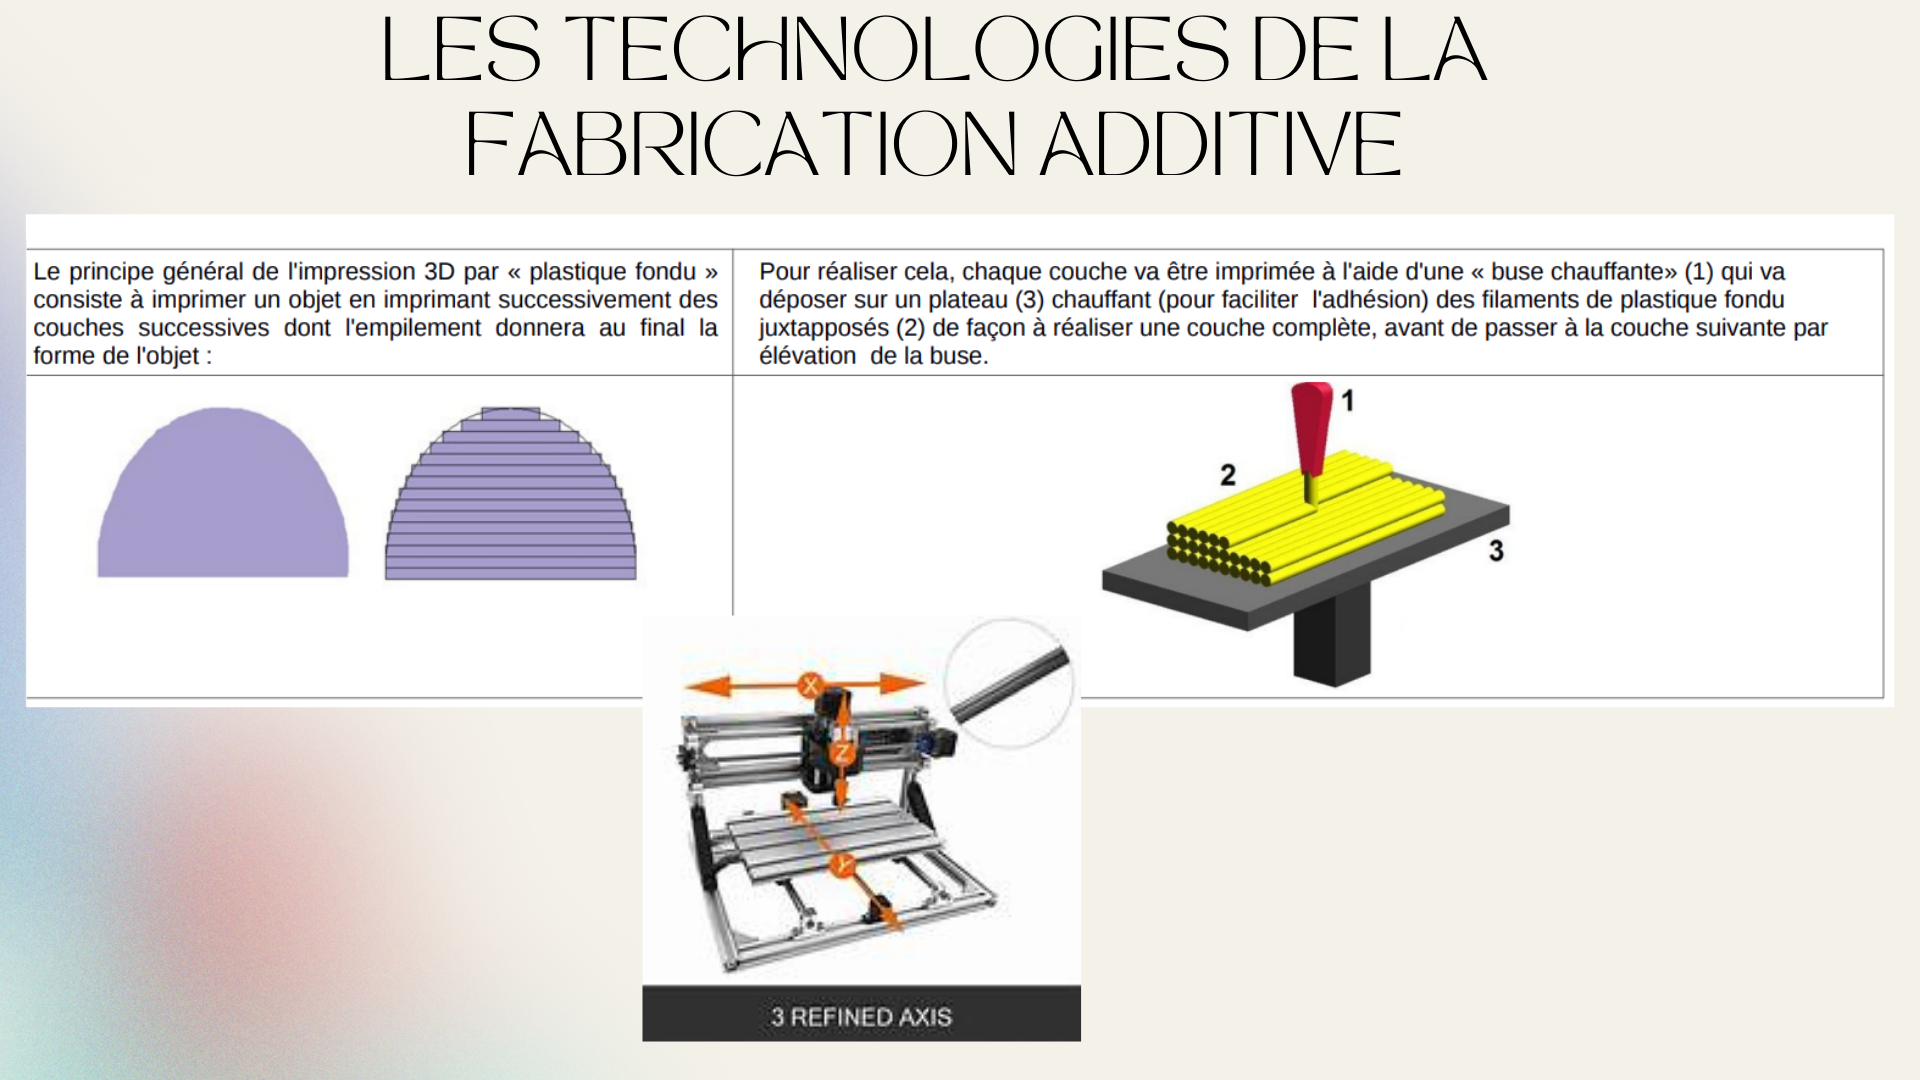 LES TECHNOLOGIES DE LA
FABRICATION ADDITIVE
Le principe général de l'impression 3D par « plastique fondu »
consiste à imprimer un objet en imprimant successivement des
couches successives dont l'empilement donnera au final la
forme de l'objet :
Pour réaliser cela, chaque couche va être imprimée à l'aide d'une « buse chauffante» (1) qui va
déposer sur un plateau (3) chauffant (pour faciliter l'adhésion) des filaments de plastique fondu
juxtapposés (2) de façon à réaliser une couche complète, avant de passer à la couche suivante par
élévation de la buse.
1
2
3
X
Z
Y
3 REFINED AXIS